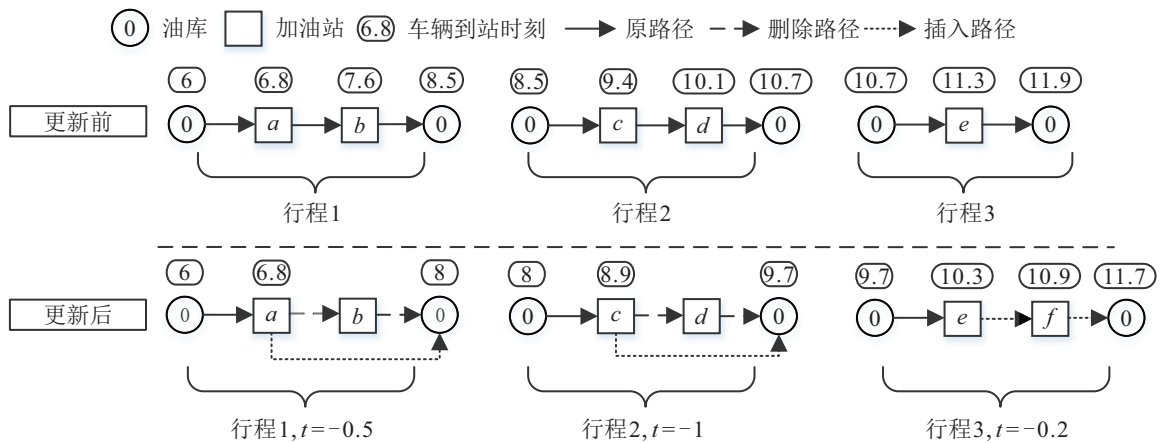 0 油库 加油站 6.8 车辆到站时刻 原路径 删除路径 插入路径
6 6.8 7.6 8.5 8.5 9.4 10.1 10.7 10.7 11.3 11.9
更新前 0 a b 0 0 c d 0 0 e 0
行程1 行程2 行程3
6 6.8 8 8 8.9 9.7 9.7 10.3 10.9 11.7
更新后 0 a b 0 0 c d 0 0 e f 0
行程1, t=−0.5 行程2, t=−1 行程3, t=−0.2